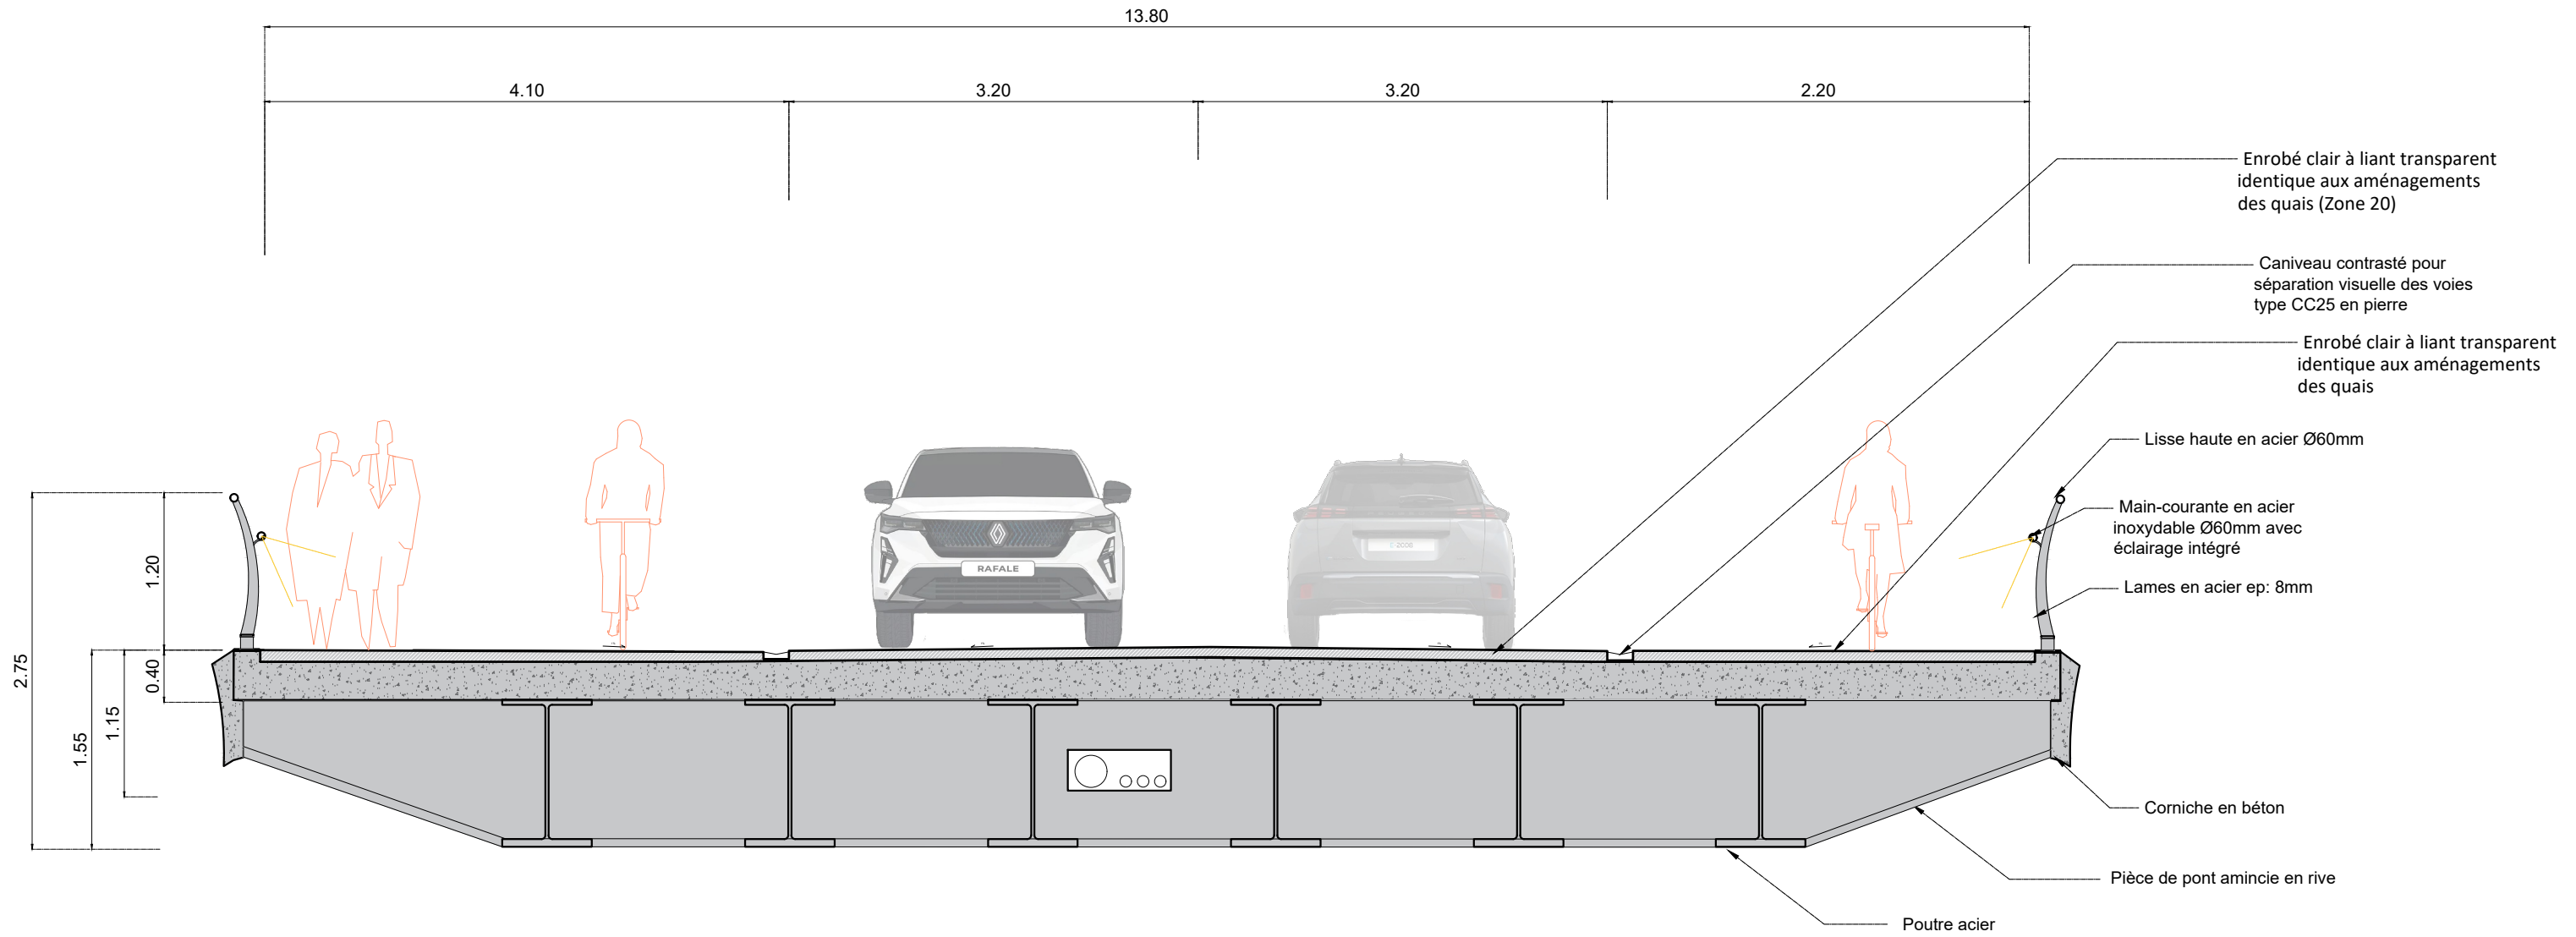 13.80
4.10
3.20
3.20
2.20
Enrobé clair à liant transparent
identique aux aménagements
des quais (Zone 20)
Caniveau contrasté pour
séparation visuelle des voies
type CC25 en pierre
Enrobé clair à liant transparent
identique aux aménagements
des quais
Lisse haute en acier Ø60mm
Main-courante en acier
inoxydable Ø60mm avec
éclairage intégré
Lames en acier ep: 8mm
RAFALE
2008
2.75
1.20
0.40
1.15
1.55
Corniche en béton
Pièce de pont amincie en rive
Poutre acier